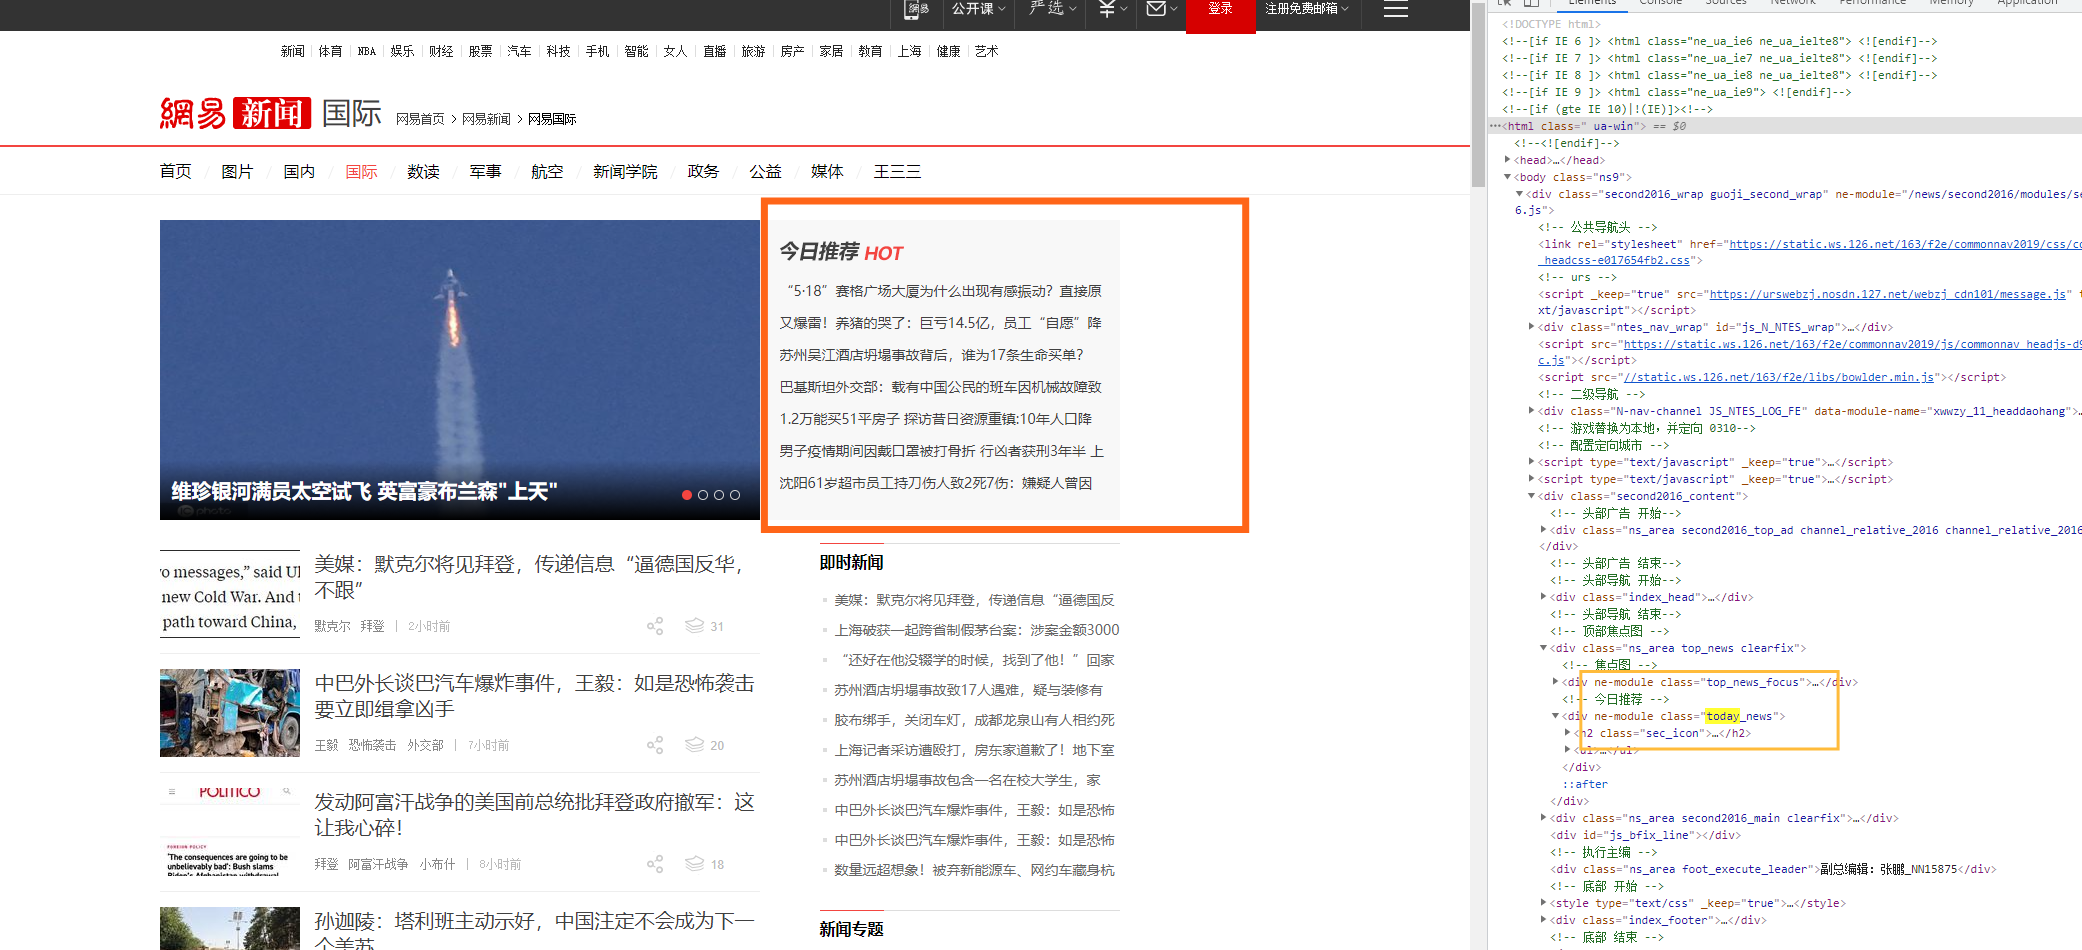 網易
公开课
严选
登录
注册免费邮箱
新闻 体育 NBA 娱乐 财经 股票 汽车 科技 手机 智能 女人 直播 旅游 房产 家居 教育 上海 健康 艺术
網易 新闻 国际 网易首页 > 网易新闻 > 网易国际
首页 / 图片 / 国内 / 国际 / 数读 / 军事 / 航空 / 新闻学院 / 政务 / 公益 / 媒体 / 王三三
维珍银河满员太空试飞 英富豪布兰森"上天"
photo
今日推荐 HOT
“5·18”赛格广场大厦为什么出现有感振动？直接原
又爆雷！养猪的哭了：巨亏14.5亿，员工“自愿”降
苏州吴江酒店坍塌事故背后，谁为17条生命买单？
巴基斯坦外交部：载有中国公民的班车因机械故障致
1.2万能买51平房子 探访昔日资源重镇:10年人口降
男子疫情期间因戴口罩被打骨折 行凶者获刑3年半 上
沈阳61岁超市员工持刀伤人致2死7伤：嫌疑人曾因
vo messages,” said UI
new Cold War. And t
path toward China,
美媒：默克尔将见拜登，传递信息“逼德国反华，
不跟”
默克尔 拜登 | 2小时前
31
中巴外长谈巴汽车爆炸事件，王毅：如是恐怖袭击
要立即缉拿凶手
王毅 恐怖袭击 外交部 | 7小时前
20
POLITICO
FOREIGN POLICY
'The consequences are going to be
unbelievably bad': Bush slams
Biden's Afghanistan withdrawal
发动阿富汗战争的美国前总统批拜登政府撤军：这
让我心碎！
拜登 阿富汗战争 小布什 | 8小时前
18
孙迦陵：塔利班主动示好，中国注定不会成为下一
个美苏
即时新闻
美媒：默克尔将见拜登，传递信息“逼德国反
上海破获一起跨省制假茅台案：涉案金额3000
“还好在他没辍学的时候，找到了他！”回家
苏州酒店坍塌事故致17人遇难，疑与装修有
胶布绑手，关闭车灯，成都龙泉山有人相约死
上海记者采访遭殴打，房东家道歉了！地下室
苏州酒店坍塌事故包含一名在校大学生，家
中巴外长谈巴汽车爆炸事件，王毅：如是恐怖
中巴外长谈巴汽车爆炸事件，王毅：如是恐怖
数量远超想象！被弃新能源车、网约车藏身杭
新闻专题
Elements Console Sources Network Performance Memory Application
<!DOCTYPE html>
<!--[if IE 6 ]> <html class="ne_ua_ie6 ne_ua_ielte8"> <![endif]-->
<!--[if IE 7 ]> <html class="ne_ua_ie7 ne_ua_ielte8"> <![endif]-->
<!--[if IE 8 ]> <html class="ne_ua_ie8 ne_ua_ielte8"> <![endif]-->
<!--[if IE 9 ]> <html class="ne_ua_ie9"> <![endif]-->
<!--[if (gte IE 10)|!(IE)]><!-->
<html class=" ua-win"> == $0
<!--<![endif]-->
<head>…</head>
<body class="ns9">
<div class="second2016_wrap guoji_second_wrap" ne-module="/news/second2016/modules/se
6.js">
<!-- 公共导航头 -->
<link rel="stylesheet" href="https://static.ws.126.net/163/f2e/commonnav2019/css/co
_headcss-e017654fb2.css">
<!-- urs -->
<script _keep="true" src="https://urswebzj.nosdn.127.net/webzj_cdn101/message.js" t
xt/javascript"></script>
<div class="ntes_nav_wrap" id="js_N_NTES_wrap">…</div>
<script src="https://static.ws.126.net/163/f2e/commonnav2019/js/commonnav_headjs-d9
c.js"></script>
<script src="//static.ws.126.net/163/f2e/libs/bowlder.min.js"></script>
<!-- 二级导航 -->
<div class="N-nav-channel JS_NTES_LOG_FE" data-module-name="xwwzy_11_headdaohang">…
<!-- 游戏替换为本地，并定向 0310-->
<!-- 配置定向城市 -->
<script type="text/javascript" _keep="true">…</script>
<script type="text/javascript" _keep="true">…</script>
<div class="second2016_content">
<!-- 头部广告 开始-->
<div class="ns_area second2016_top_ad channel_relative_2016 channel_relative_2016
</div>
<!-- 头部广告 结束-->
<!-- 头部导航 开始-->
<div class="index_head">…</div>
<!-- 头部导航 结束-->
<!-- 顶部焦点图 -->
<div class="ns_area top_news clearfix">
<!-- 焦点图 -->
<div ne-module class="top_news_focus">…</div>
<!-- 今日推荐 -->
<div ne-module class="today_news">
<h2 class="sec_icon">…</h2>
<ul>…</ul>
</div>
::after
</div>
<div class="ns_area second2016_main clearfix">…</div>
<div id="js_bfix_line"></div>
<!-- 执行主编 -->
<div class="ns_area foot_execute_leader">副总编辑：张鹏_NN15875</div>
<!-- 底部 开始 -->
<style type="text/css" _keep="true">…</style>
<div class="index_footer">…</div>
<!-- 底部 结束 -->